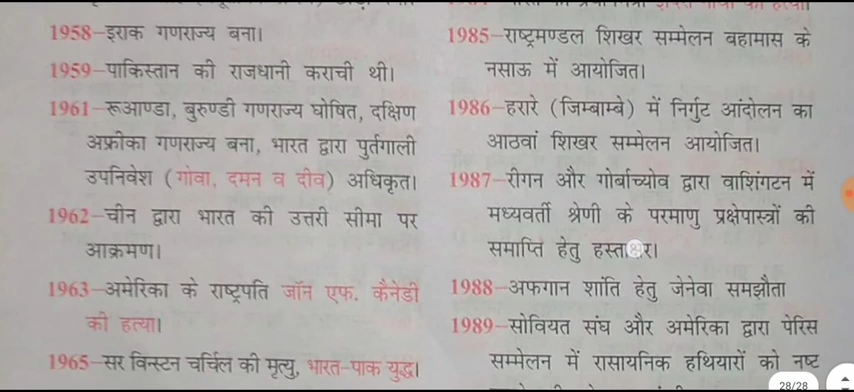 1958–इराक गणराज्य बना।
1959–पाकिस्तान की राजधानी कराची थी।
1961–रूआण्डा, बुरुण्डी गणराज्य घोषित, दक्षिण
अफ्रीका गणराज्य बना, भारत द्वारा पुर्तगाली
उपनिवेश (गोवा, दमन व दीव) अधिकृत।
1962–चीन द्वारा भारत की उत्तरी सीमा पर
आक्रमण।
1963–अमेरिका के राष्ट्रपति जॉन एफ. कैनेडी
की हत्या।
1965–सर विन्स्टन चर्चिल की मृत्यु, भारत-पाक युद्ध।
1985–राष्ट्रमण्डल शिखर सम्मेलन बहामास के
नसाऊ में आयोजित।
1986–हरारे (जिम्बाम्बे) में निर्गुट आंदोलन का
आठवां शिखर सम्मेलन आयोजित।
1987–रीगन और गोर्बाच्योव द्वारा वाशिंगटन में
मध्यवर्ती श्रेणी के परमाणु प्रक्षेपास्त्रों की
समाप्ति हेतु
1988–अफगान शांति हेतु जेनेवा समझौता
1989–सोवियत संघ और अमेरिका द्वारा पेरिस
सम्मेलन में रासायनिक हथियारों को नष्ट
28/28